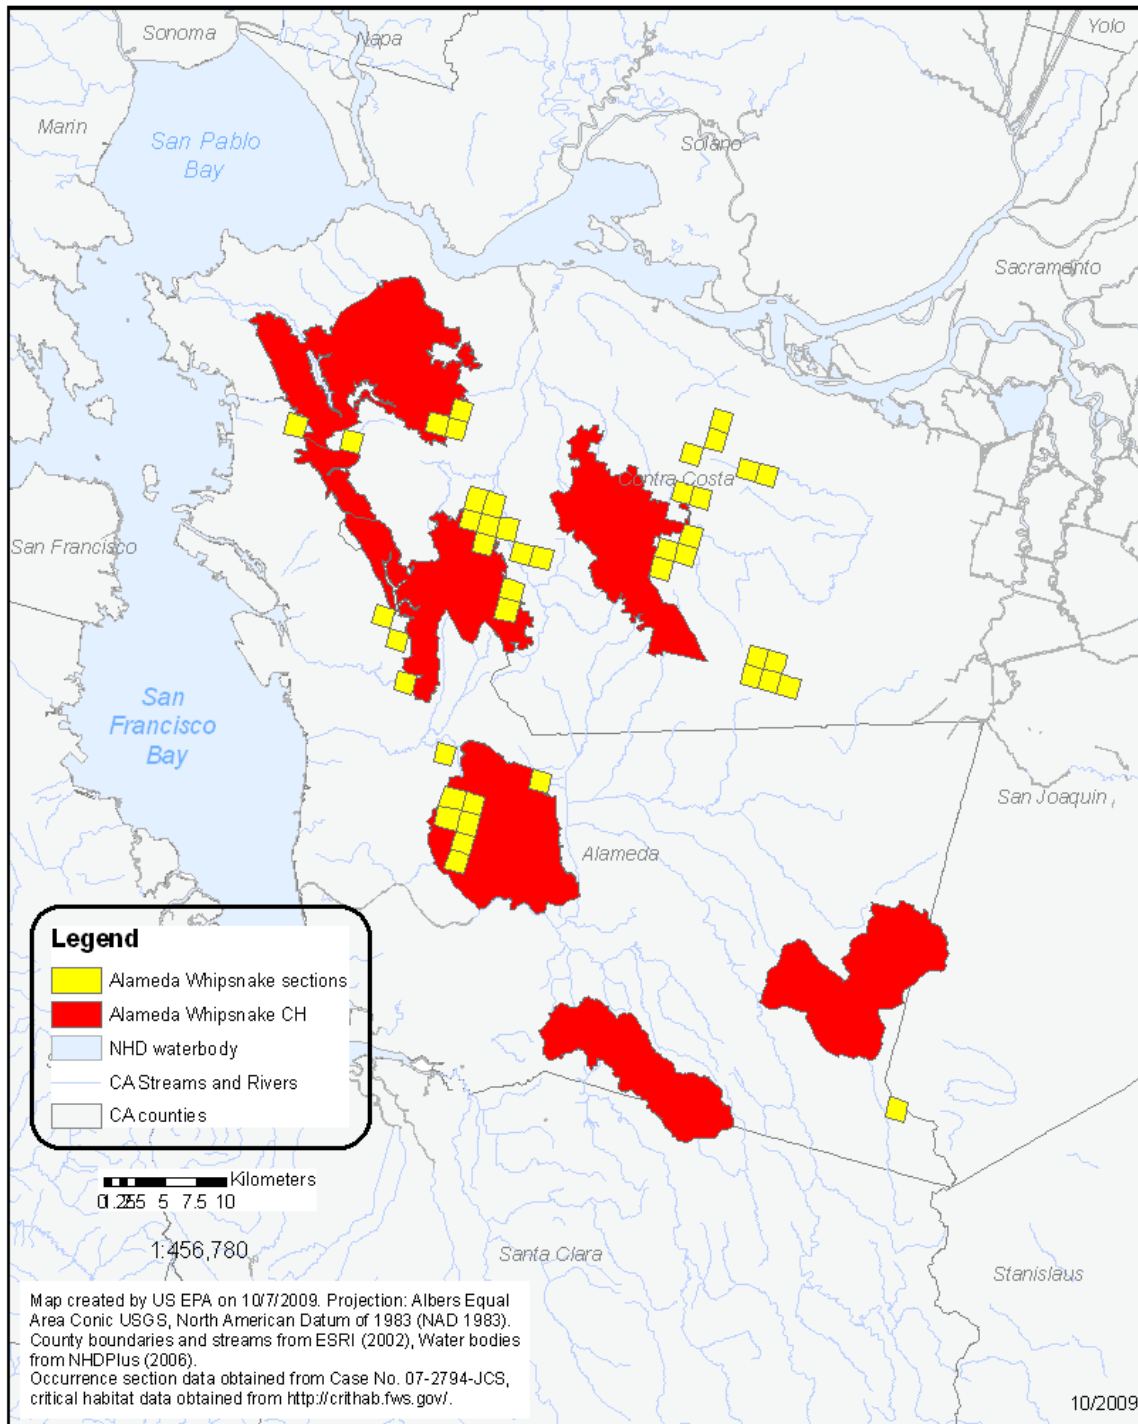 Sonoma
Napa
Yolo
Marin
San Pablo
Bay
Solano
Sacramento
Contra Costa
San Francisco
San
Francisco
Bay
San Joaquin
Alameda
Legend
Alameda Whipsnake sections
Alameda Whipsnake CH
NHD waterbody
CA Streams and Rivers
CA counties
Kilometers
0 1.25 2.5 5 7.5 10
1:456,780
Santa Clara
Stanislaus
Map created by US EPA on 10/7/2009. Projection: Albers Equal
Area Conic USGS, North American Datum of 1983 (NAD 1983).
County boundaries and streams from ESRI (2002), Water bodies
from NHDPlus (2006).
Occurrence section data obtained from Case No. 07-2794-JCS,
critical habitat data obtained from http://crithab.fws.gov/.
10/2009